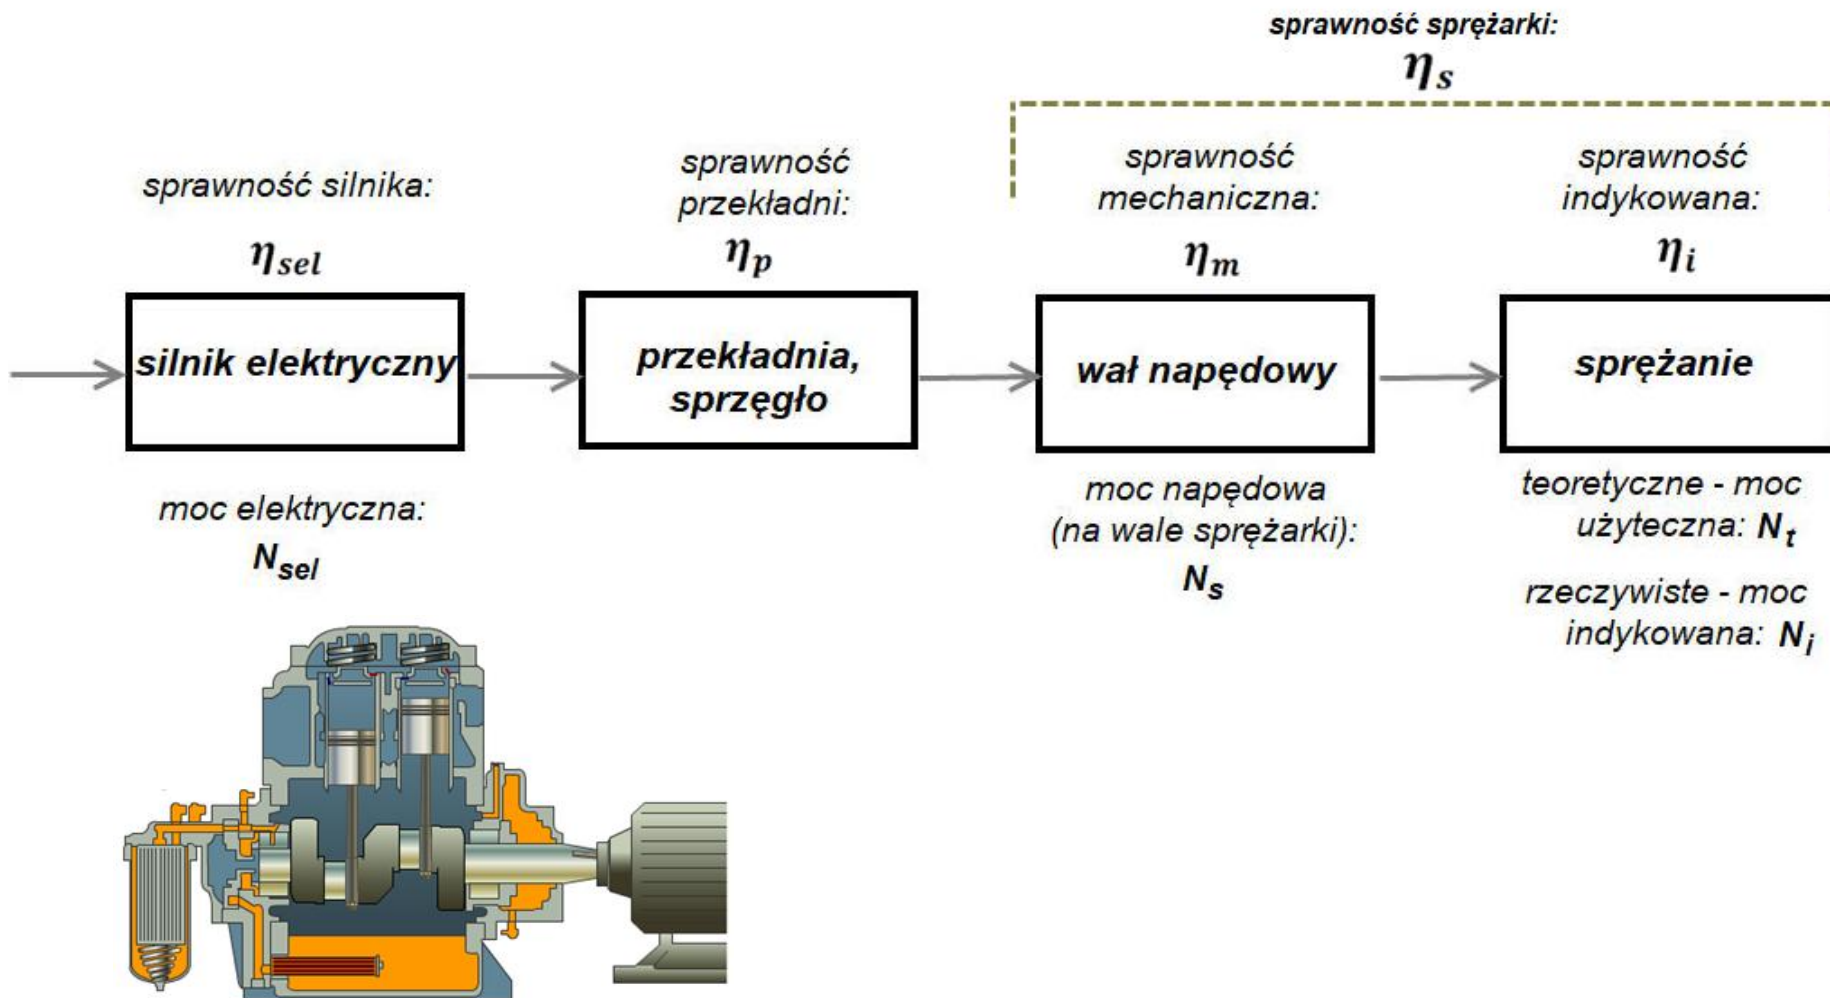 sprawność sprężarki:
ηs
sprawność silnika:
ηsel
sprawność
przekładni:
ηp
sprawność
mechaniczna:
ηm
sprawność
indykowana:
ηi
silnik elektryczny
przekładnia,
sprzęgło
wał napędowy
sprężanie
moc elektryczna:
Nsel
moc napędowa
(na wale sprężarki):
Ns
teoretyczne - moc
użyteczna: Nt
rzeczywiste - moc
indykowana: Ni